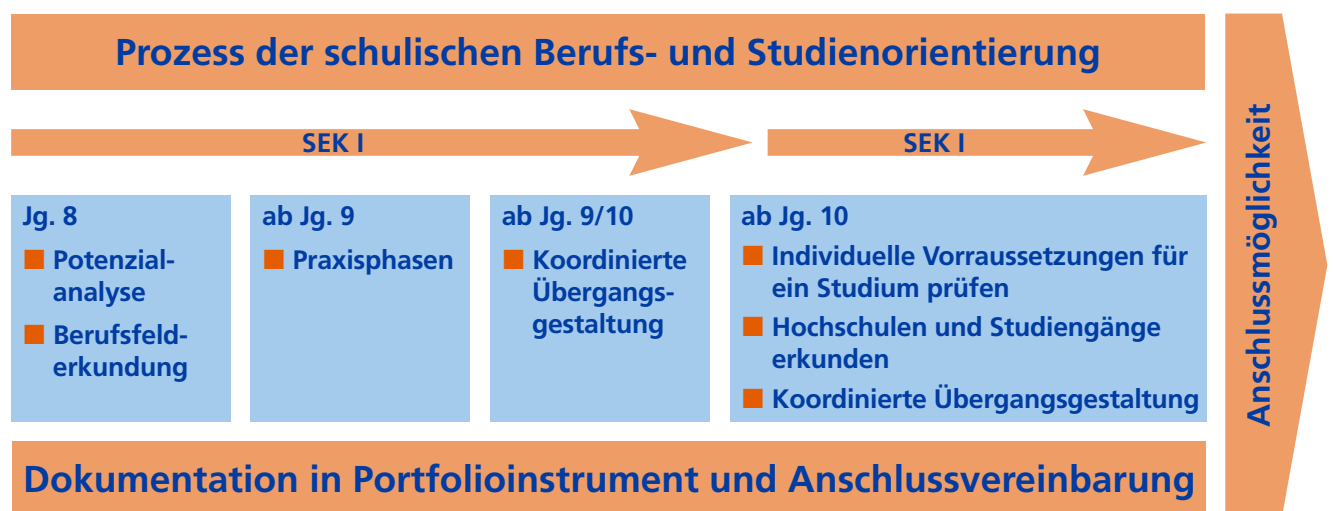 Prozess der schulischen Berufs- und Studienorientierung
SEK I
SEK I
Jg. 8
Potenzial-
analyse
Berufsfeld-
erkundung
ab Jg. 9
Praxisphasen
ab Jg. 9/10
Koordinierte
Übergangs-
gestaltung
ab Jg. 10
Individuelle Vorraussetzungen für
ein Studium prüfen
Hochschulen und Studiengänge
erkunden
Koordinierte Übergangsgestaltung
Dokumentation in Portfolioinstrument und Anschlussvereinbarung
Anschlussmöglichkeit